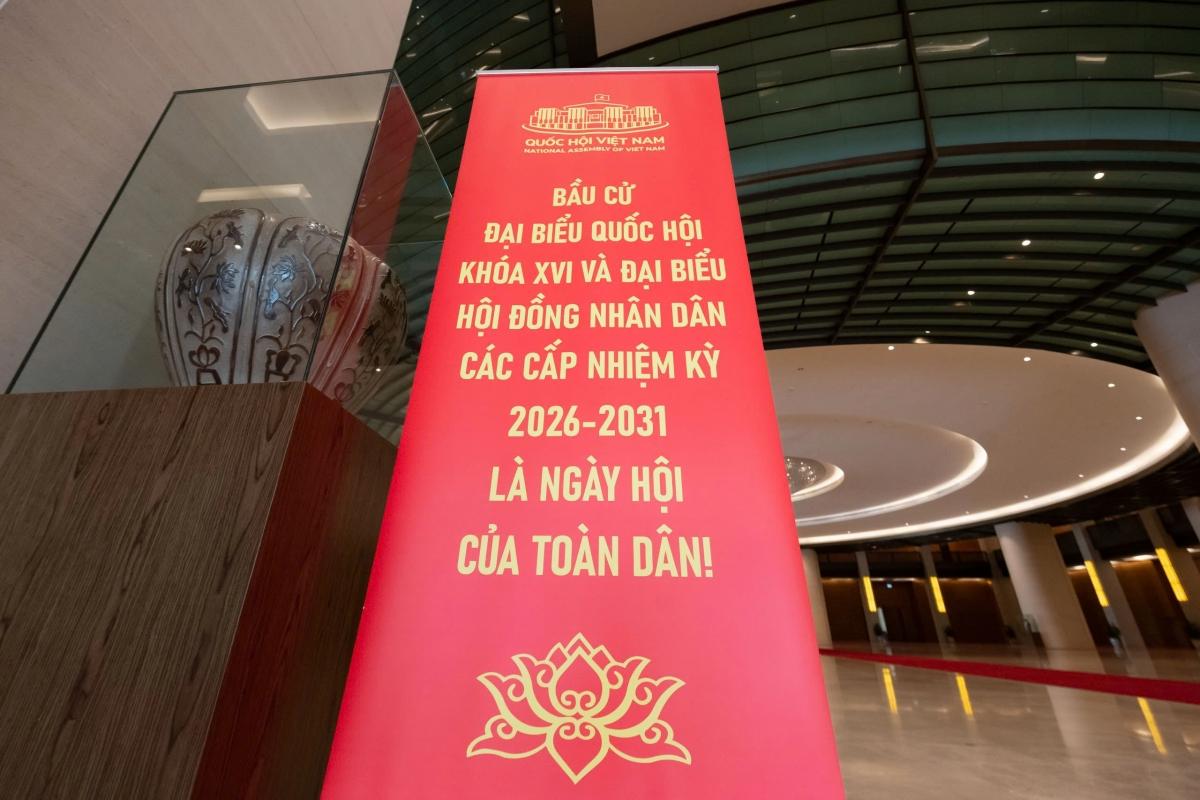 QUỐC HỘI VIỆT NAM
NATIONAL ASSEMBLY OF VIET NAM
BẦU CỬ
ĐẠI BIỂU QUỐC HỘI
KHÓA XVI VÀ ĐẠI BIỂU
HỘI ĐỒNG NHÂN DÂN
CÁC CẤP NHIỆM KỲ
2026-2031
LÀ NGÀY HỘI
CỦA TOÀN DÂN!